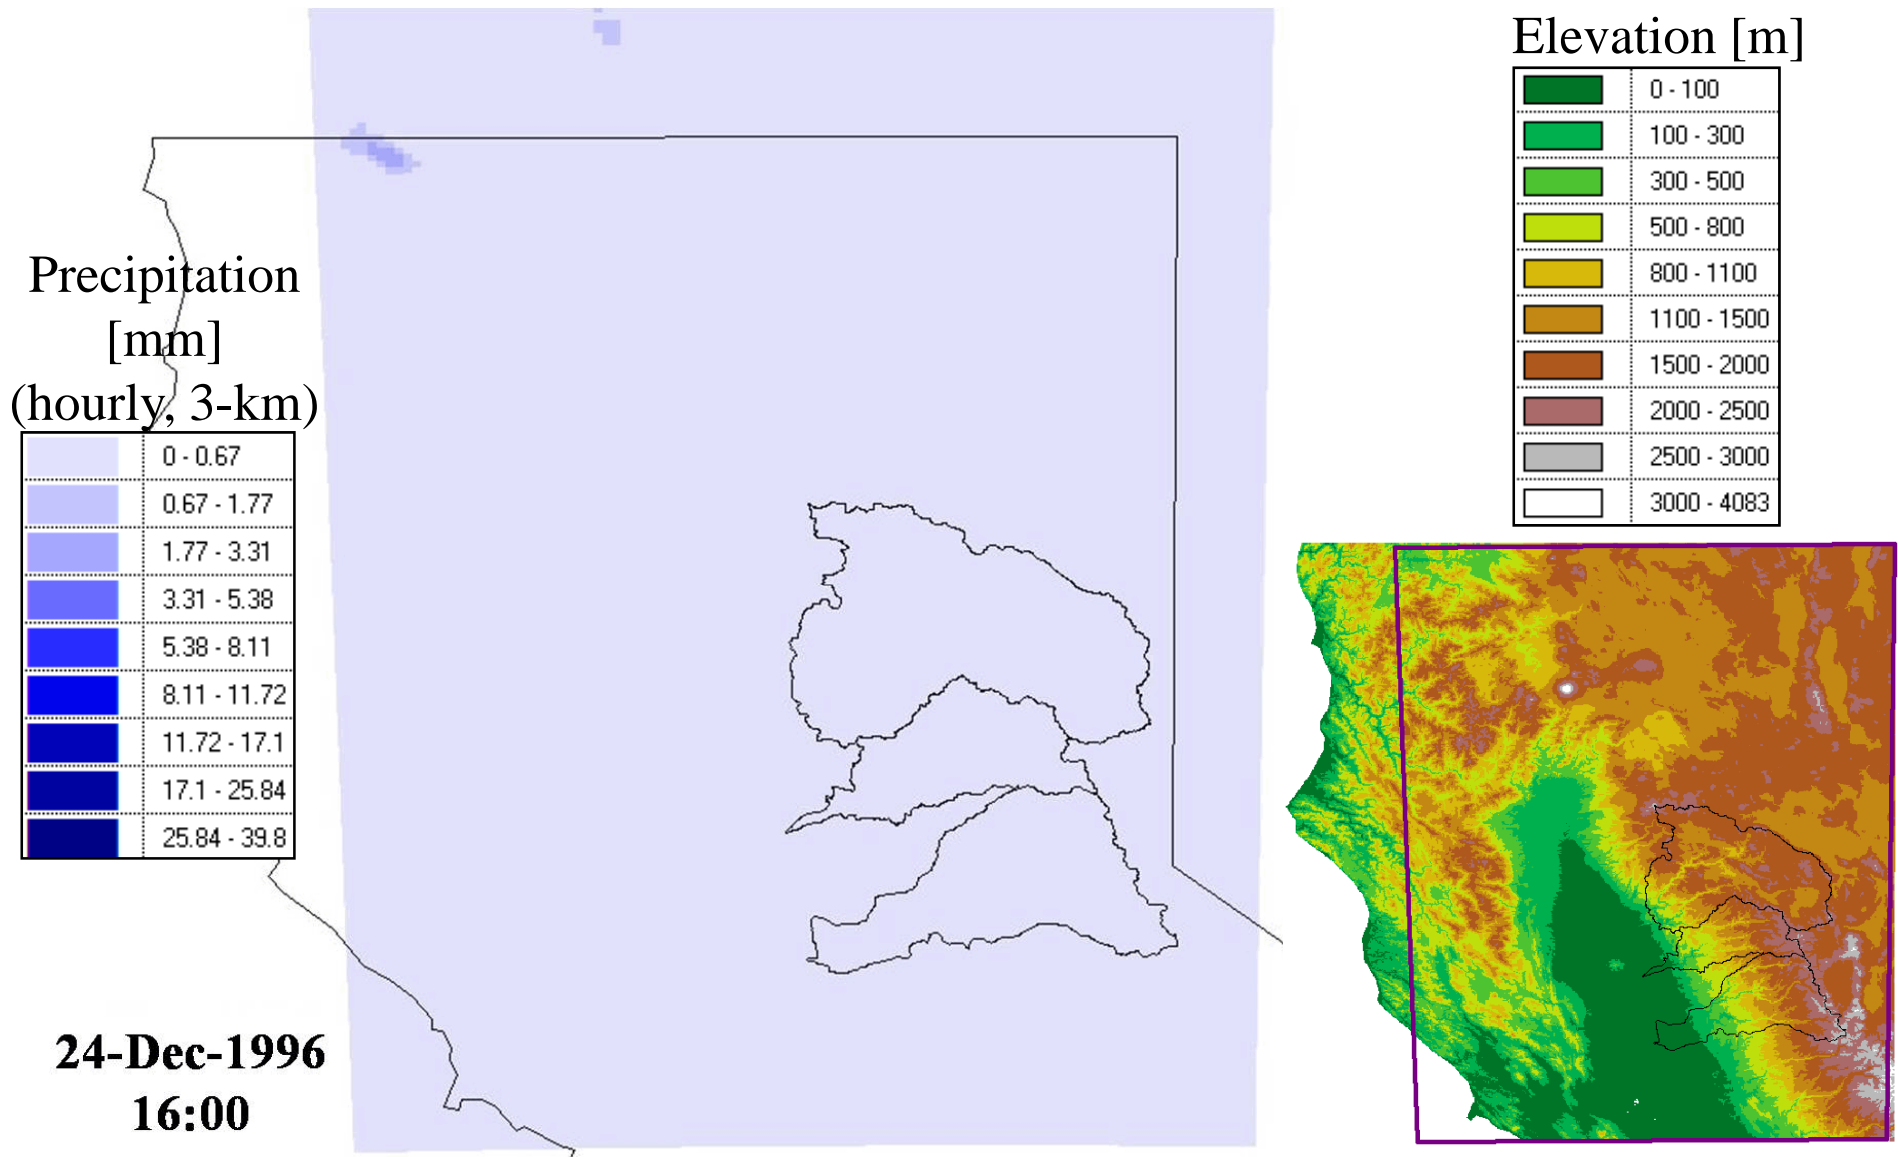 Elevation [m]
0 - 100
100 - 300
300 - 500
500 - 800
800 - 1100
1100 - 1500
1500 - 2000
2000 - 2500
2500 - 3000
3000 - 4083
Precipitation
[mm]
(hourly, 3-km)
0 - 0.67
0.67 - 1.77
1.77 - 3.31
3.31 - 5.38
5.38 - 8.11
8.11 - 11.72
11.72 - 17.1
17.1 - 25.84
25.84 - 39.8
24-Dec-1996
16:00